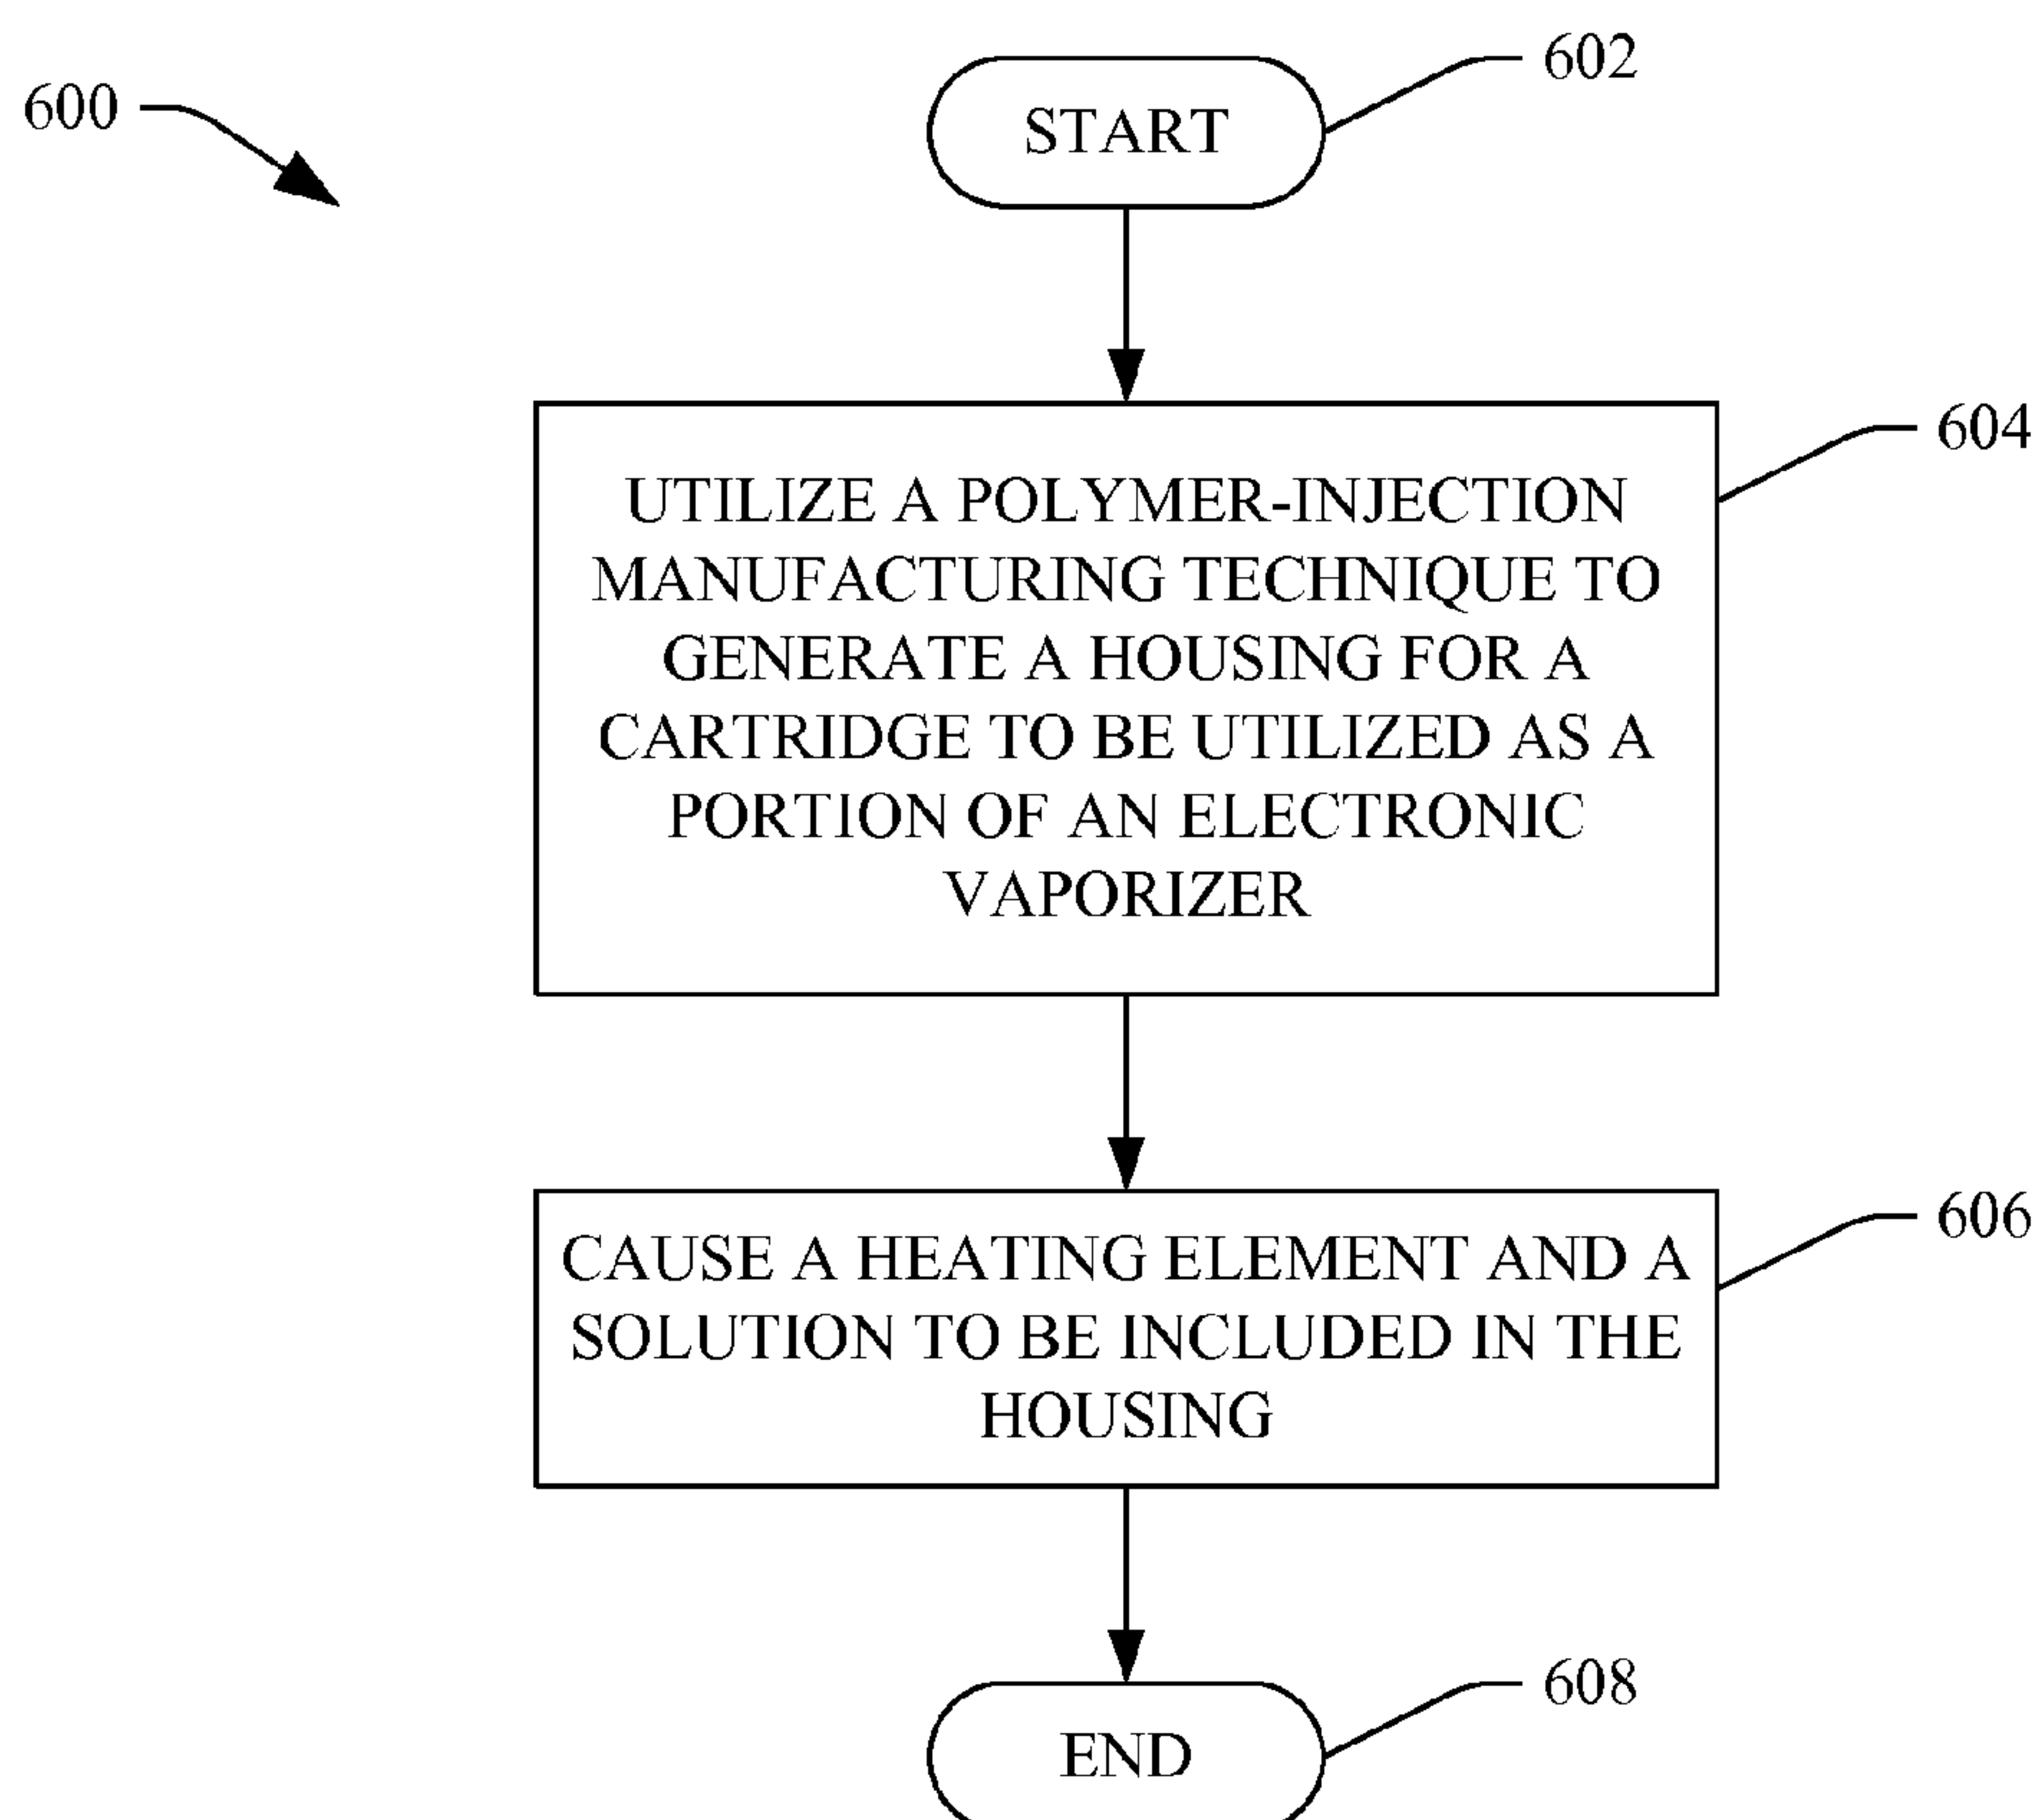 600
602
START
604
UTILIZE A POLYMER-INJECTION
MANUFACTURING TECHNIQUE TO
GENERATE A HOUSING FOR A
CARTRIDGE TO BE UTILIZED AS A
PORTION OF AN ELECTRONIC
VAPORIZER
606
CAUSE A HEATING ELEMENT AND A
SOLUTION TO BE INCLUDED IN THE
HOUSING
608
END